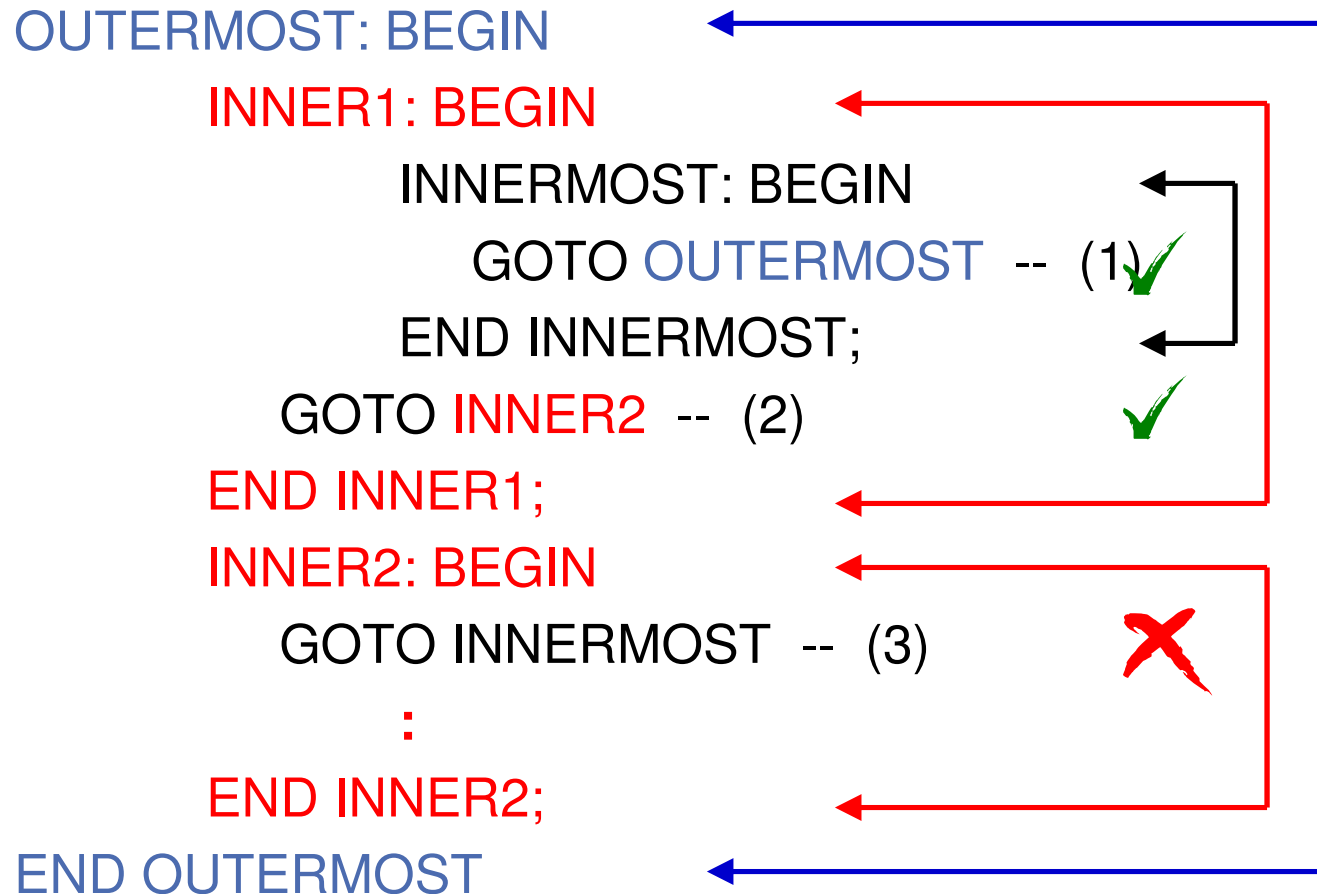 OUTERMOST: BEGIN
INNER1: BEGIN
INNERMOST: BEGIN
GOTO OUTERMOST -- (1)
END INNERMOST;
GOTO INNER2 -- (2)
END INNER1;
INNER2: BEGIN
GOTO INNERMOST -- (3)
:
END INNER2;
END OUTERMOST